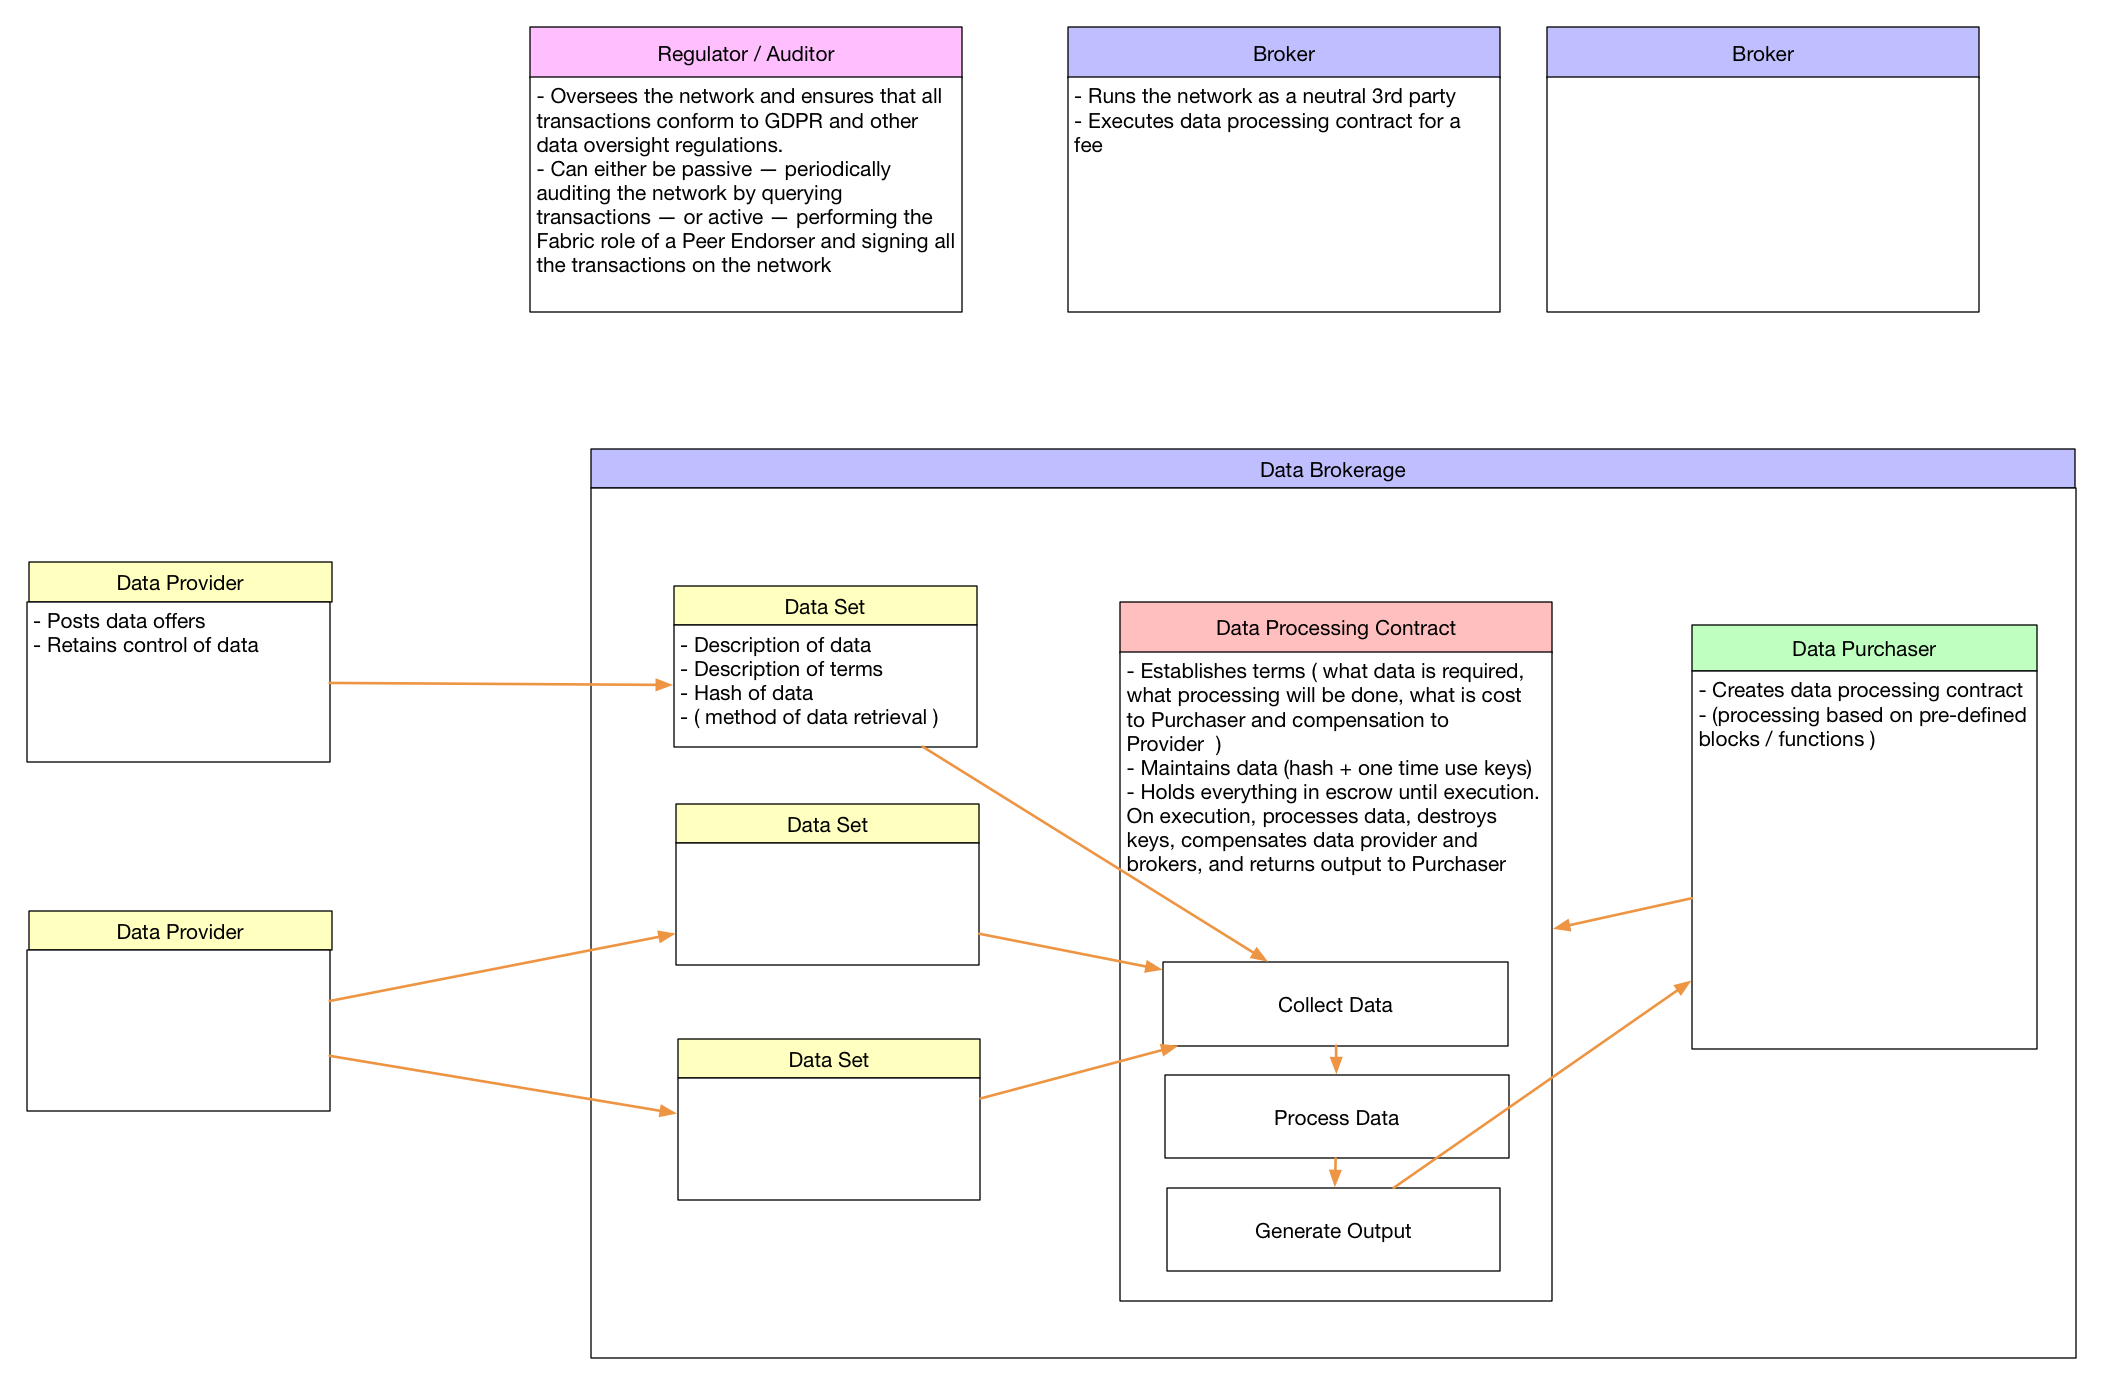 Regulator / Auditor
- Oversees the network and ensures that all
transactions conform to GDPR and other
data oversight regulations.
- Can either be passive — periodically
auditing the network by querying
transactions — or active — performing the
Fabric role of a Peer Endorser and signing all
the transactions on the network
Broker
- Runs the network as a neutral 3rd party
- Executes data processing contract for a
fee
Broker
Data Brokerage
Data Provider
- Posts data offers
- Retains control of data
Data Provider
Data Set
- Description of data
- Description of terms
- Hash of data
- ( method of data retrieval )
Data Set
Data Set
Data Processing Contract
- Establishes terms ( what data is required,
what processing will be done, what is cost
to Purchaser and compensation to
Provider  )
- Maintains data (hash + one time use keys)
- Holds everything in escrow until execution.
On execution, processes data, destroys
keys, compensates data provider and
brokers, and returns output to Purchaser
Collect Data
Process Data
Generate Output
Data Purchaser
- Creates data processing contract
- (processing based on pre-defined
blocks / functions )